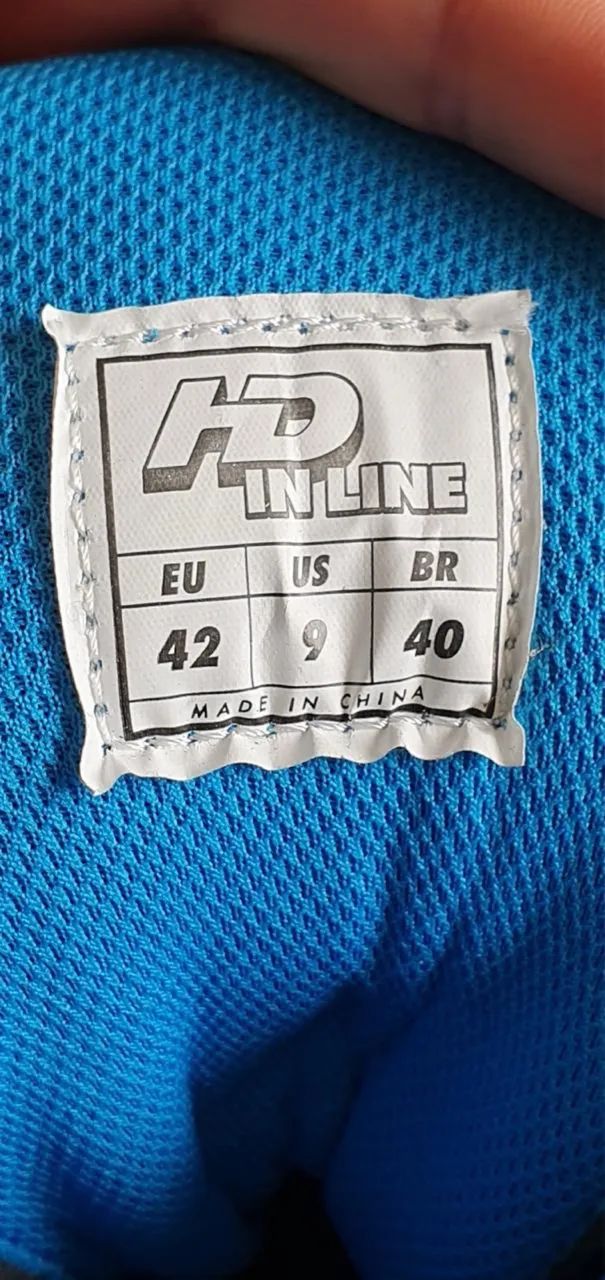 HD
IN LINE
EU US BR
42 9 40
MADE IN CHINA